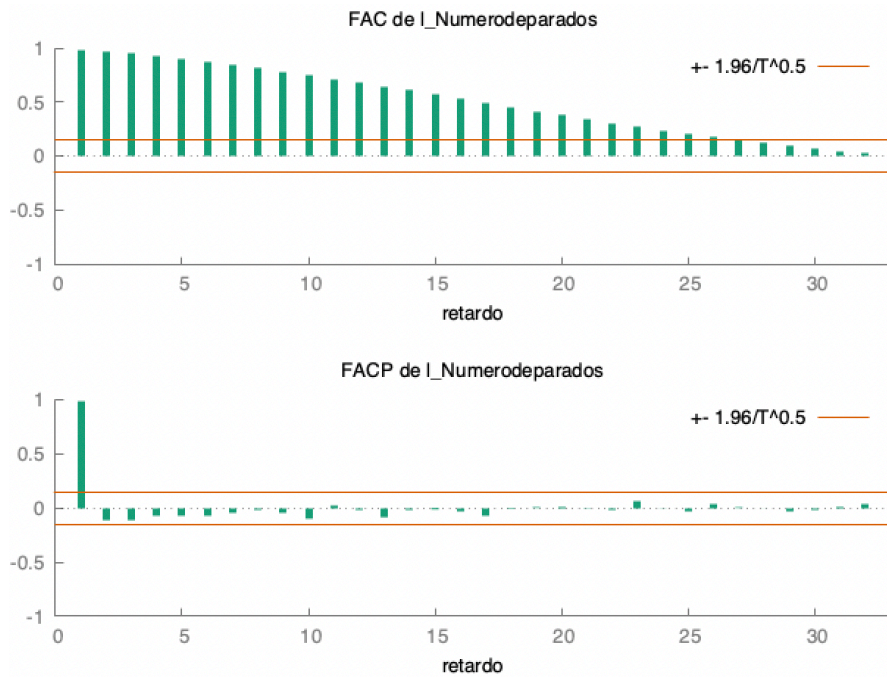 FAC de l_Numerodeparados
1
+- 1.96/T^0.5
0.5
0
-0.5
-1
0 5 10 15 20 25 30
retardo
FACP de l_Numerodeparados
1
+- 1.96/T^0.5
0.5
0
-0.5
-1
0 5 10 15 20 25 30
retardo